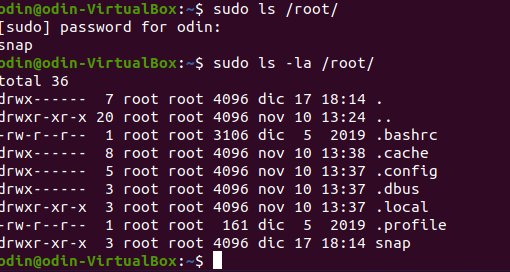 odin@odin-VirtualBox:~$ sudo ls /root/
[sudo] password for odin:
snap
odin@odin-VirtualBox:~$ sudo ls -la /root/
total 36
drwx------  7 root root 4096 dic 17 18:14 .
drwxr-xr-x 20 root root 4096 nov 10 13:24 ..
-rw-r--r--  1 root root 3106 dic  5  2019 .bashrc
drwx------  8 root root 4096 nov 10 13:38 .cache
drwx------  5 root root 4096 nov 10 13:37 .config
drwx------  3 root root 4096 nov 10 13:37 .dbus
drwxr-xr-x  3 root root 4096 nov 10 13:37 .local
-rw-r--r--  1 root root  161 dic  5  2019 .profile
drwxr-xr-x  3 root root 4096 dic 17 18:14 snap
odin@odin-VirtualBox:~$